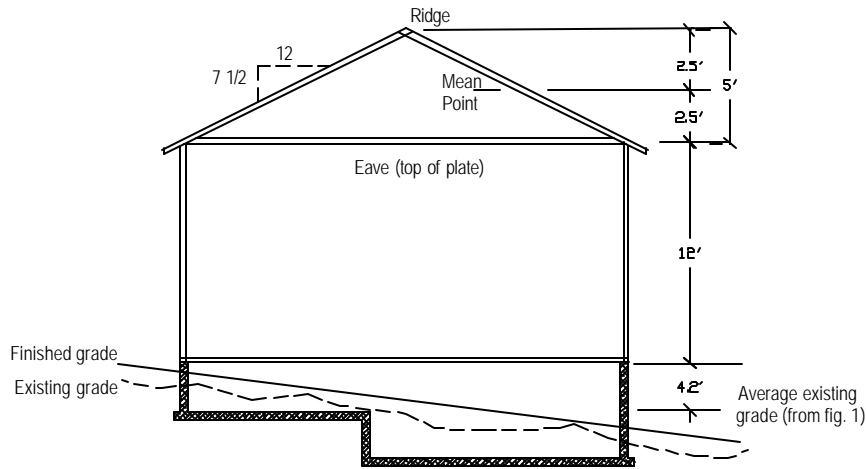 Ridge
12
7 1/2
2.5'
Mean
Point
5'
2.5'
Eave (top of plate)
12'
Finished grade
Existing grade
4.2'
Average existing
grade (from fig. 1)